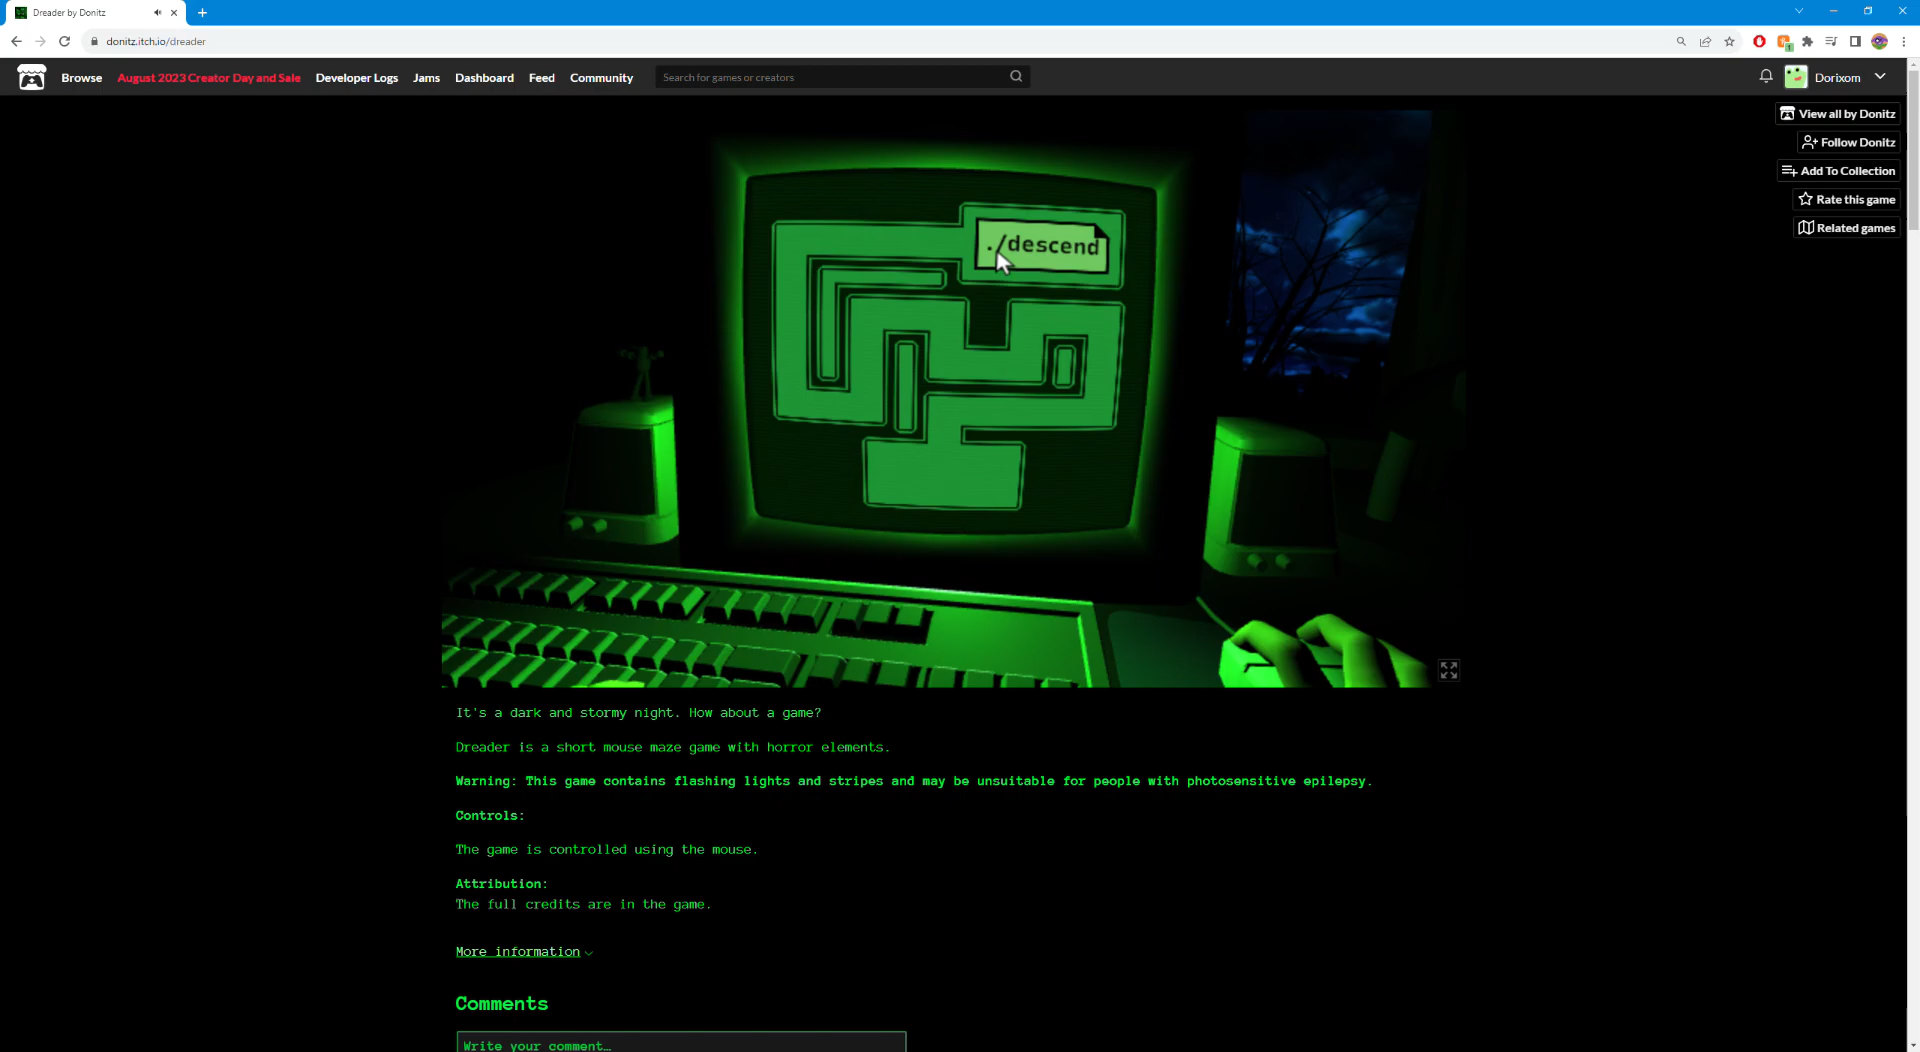 Dreader by Donitz
donitz.itch.io/dreader
1
Browse
August 2023 Creator Day and Sale
Developer Logs
Jams
Dashboard
Feed
Community
Search for games or creators
Dorixom
View all by Donitz
Follow Donitz
Add To Collection
Rate this game
Related games
./descend
It's a dark and stormy night. How about a game?
Dreader is a short mouse maze game with horror elements.
Warning: This game contains flashing lights and stripes and may be unsuitable for people with photosensitive epilepsy.
Controls:
The game is controlled using the mouse.
Attribution:
The full credits are in the game.
More information
Comments
Write your comment…